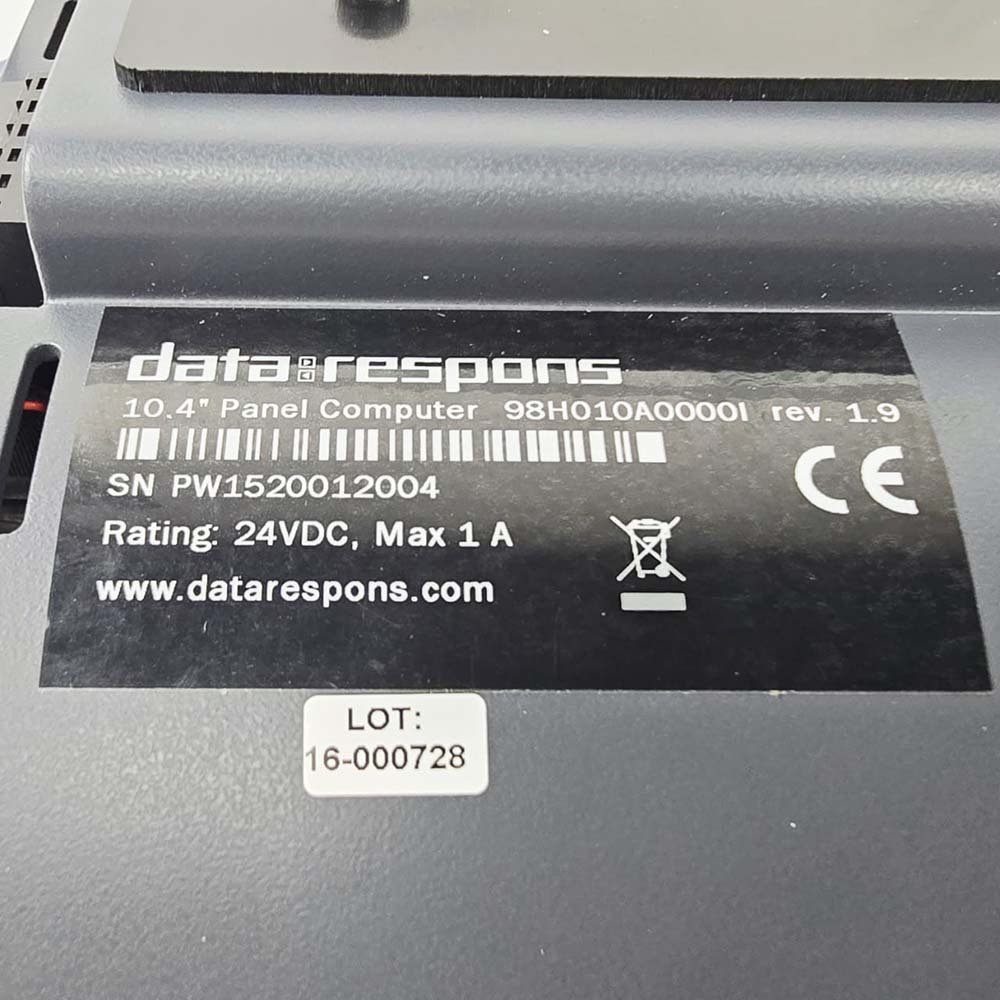 data respons
10.4" Panel Computer 98H010A0000I rev. 1.9
SN PW1520012004
Rating: 24VDC, Max 1 A
www.datarespons.com
CE
LOT:
16-000728